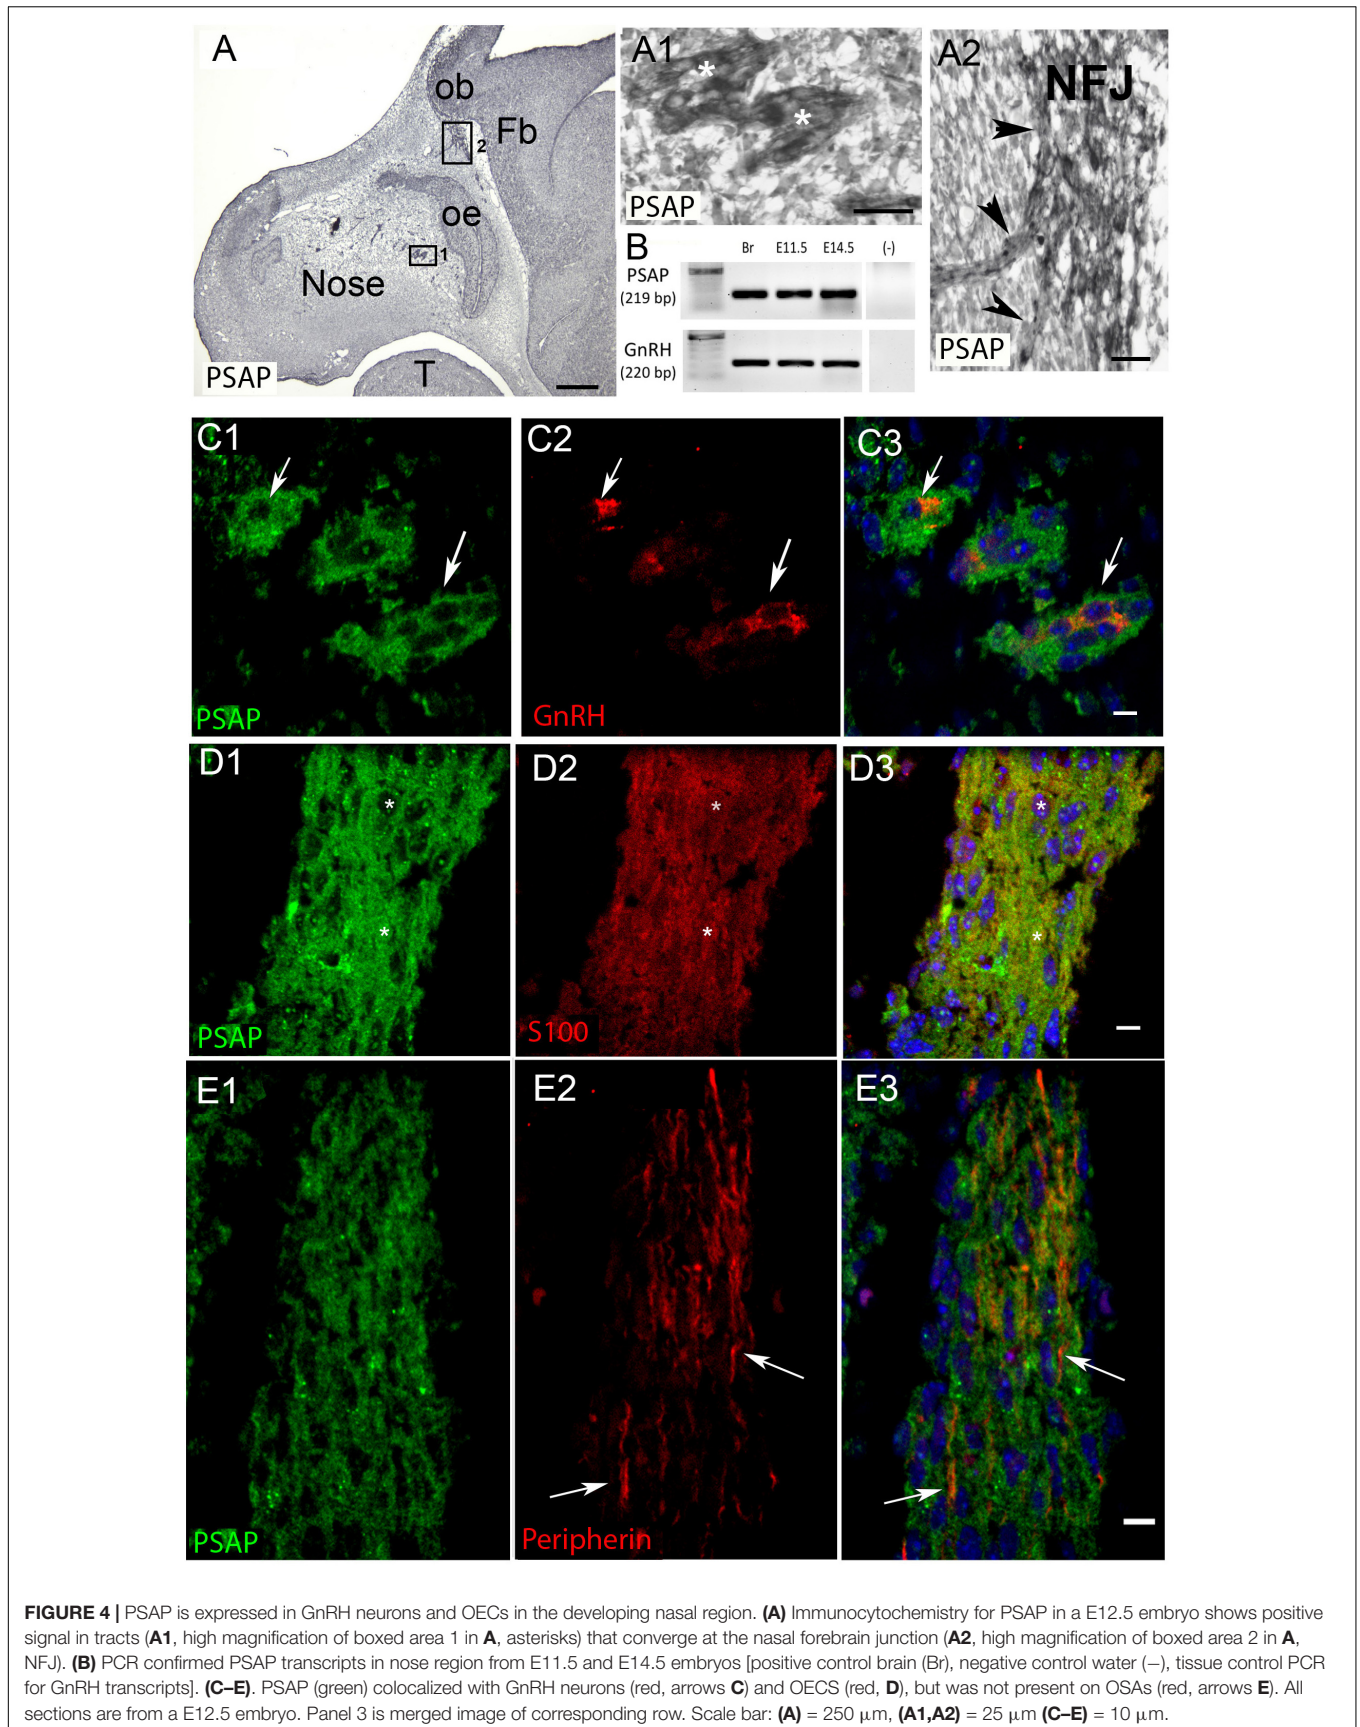 A
ob
Fb
2
oe
1
Nose
T
PSAP
A1
*
*
PSAP
A2
NFJ
PSAP
B
Br E11.5 E14.5 (-)
PSAP
(219 bp)
GnRH
(220 bp)
C1
PSAP
C2
GnRH
C3
D1
*
*
PSAP
D2
*
*
S100
D3
*
*
E1
PSAP
E2
Peripherin
E3
FIGURE 4 | PSAP is expressed in GnRH neurons and OECs in the developing nasal region. (A) Immunocytochemistry for PSAP in a E12.5 embryo shows positive
signal in tracts (A1, high magnification of boxed area 1 in A, asterisks) that converge at the nasal forebrain junction (A2, high magnification of boxed area 2 in A,
NFJ). (B) PCR confirmed PSAP transcripts in nose region from E11.5 and E14.5 embryos [positive control brain (Br), negative control water (−), tissue control PCR
for GnRH transcripts]. (C–E). PSAP (green) colocalized with GnRH neurons (red, arrows C) and OECS (red, D), but was not present on OSAs (red, arrows E). All
sections are from a E12.5 embryo. Panel 3 is merged image of corresponding row. Scale bar: (A) = 250 μm, (A1,A2) = 25 μm (C–E) = 10 μm.